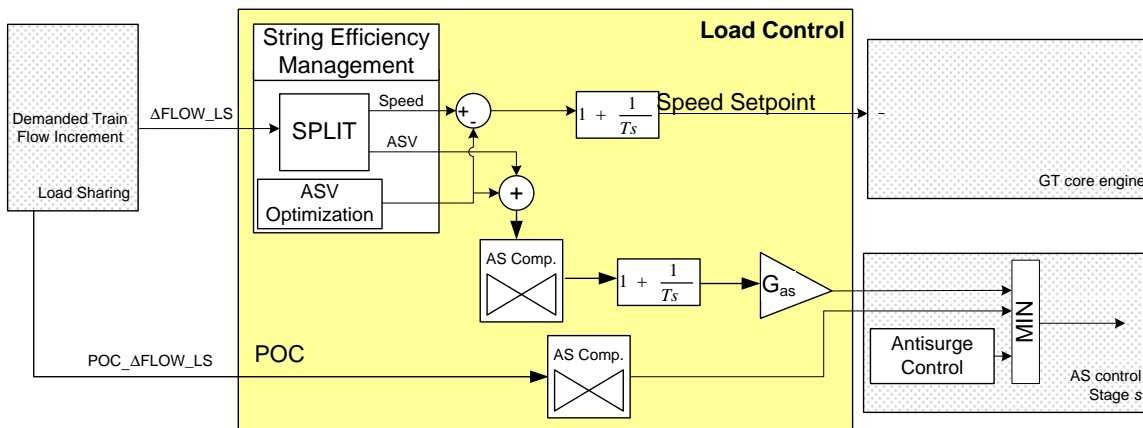 String Efficiency
Management
Load Control
Demanded Train
Flow Increment
Load Sharing
ΔFLOW_LS
SPLIT
Speed
ASV
ASV
Optimization
+
-
+
1 + 1/Ts
Speed Setpoint
-
GT core engine
AS Comp.
1 + 1/Ts
Gas
MIN
Antisurge
Control
AS control
Stage s
POC_ΔFLOW_LS
POC
AS Comp.